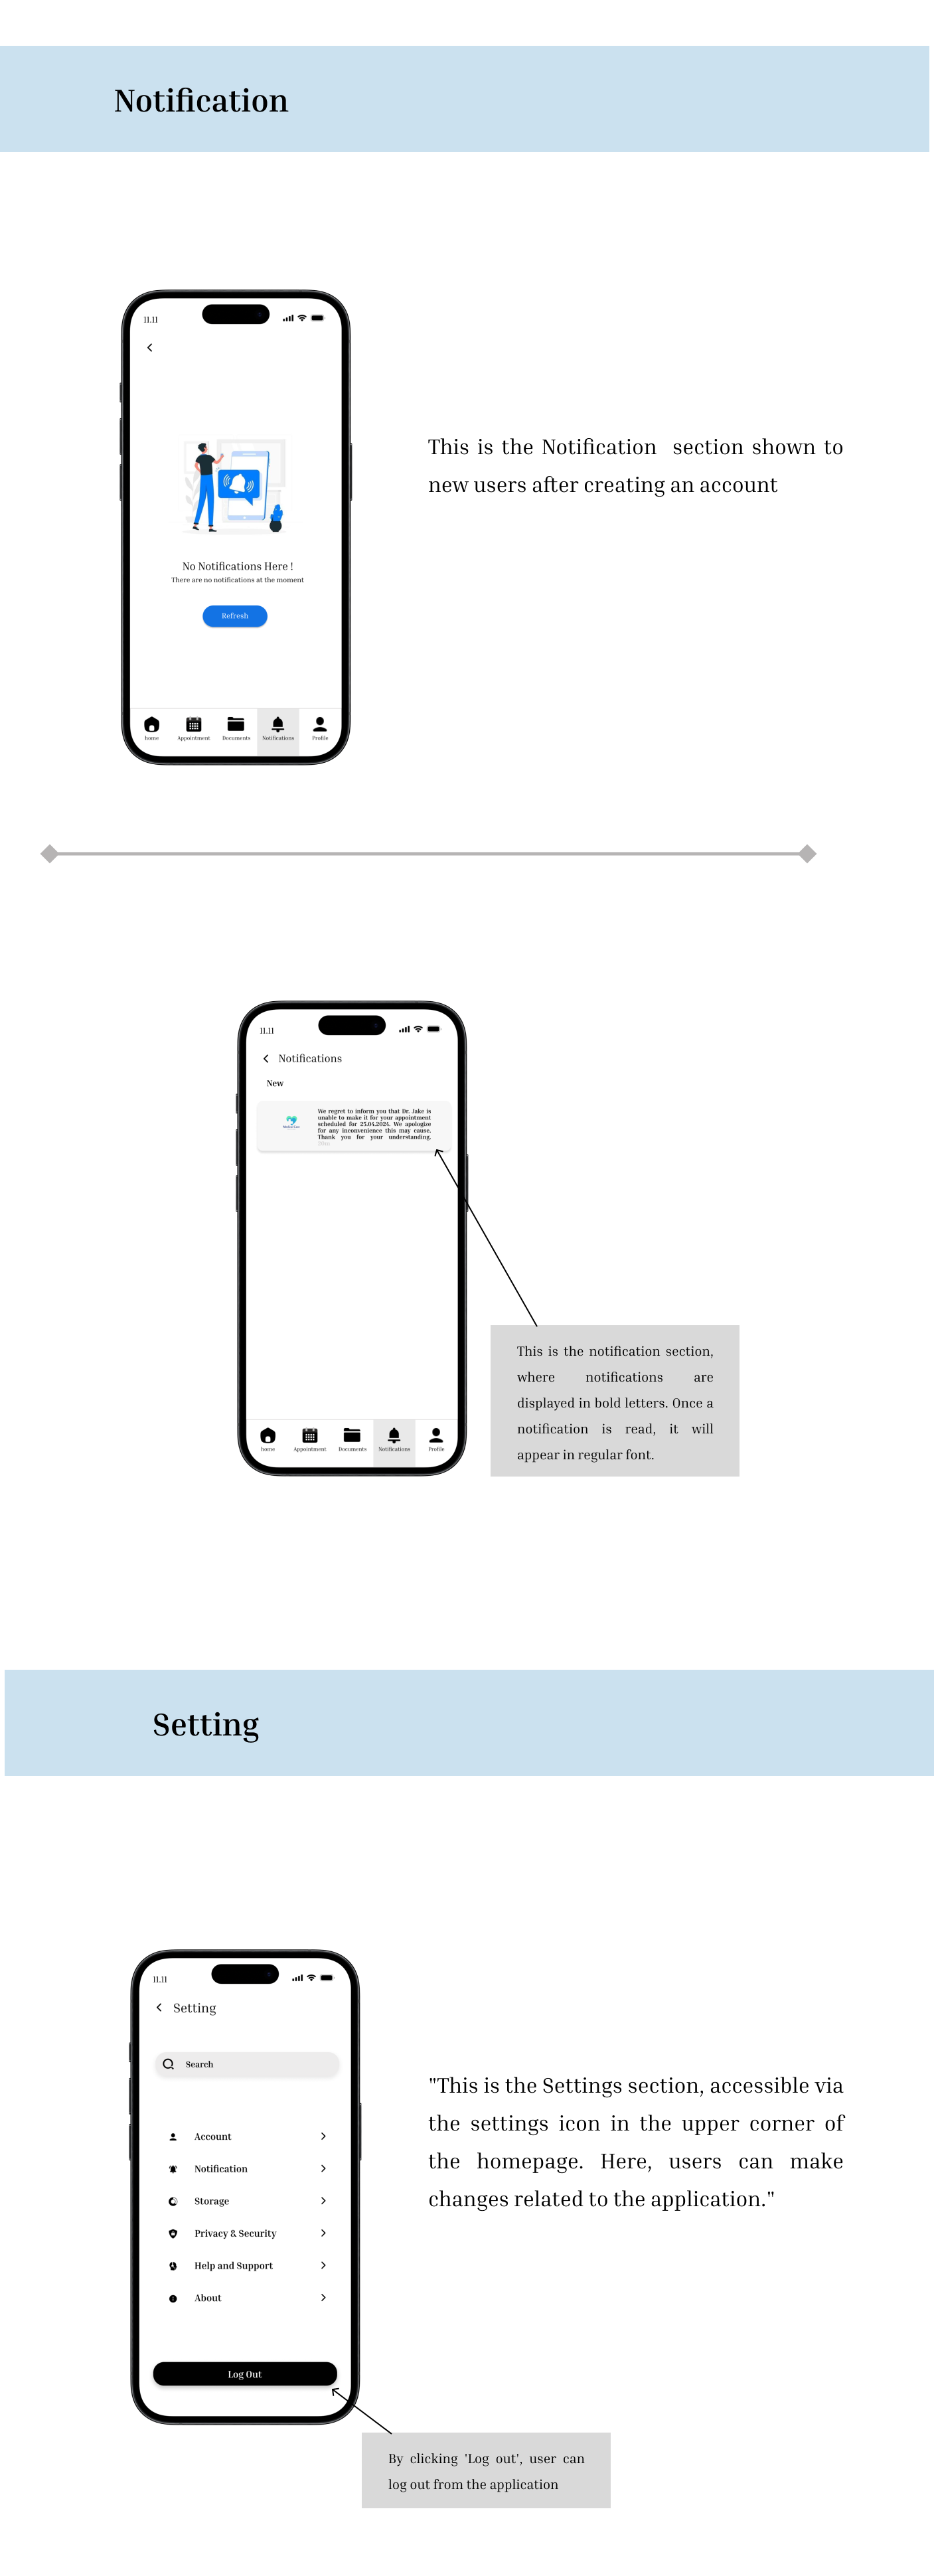 Notification
11.11
This is the Notification section shown to
new users after creating an account
No Notifications Here !
There are no notifications at the moment
Refresh
home Appointment Documents Notifications Profile
11.11
Notifications
New
We regret to inform you that Dr. Jake is
unable to make it for your appointment
scheduled for 25.04.2024. We apologize
for any inconvenience this may cause.
Thank you for your understanding.
This is the notification section,
where notifications are
displayed in bold letters. Once a
notification is read, it will
appear in regular font.
home Appointment Documents Notifications Profile
Setting
11.11
Setting
Search
"This is the Settings section, accessible via
the settings icon in the upper corner of
the homepage. Here, users can make
changes related to the application."
Account
Notification
Storage
Privacy & Security
Help and Support
About
Log Out
By clicking 'Log out', user can
log out from the application